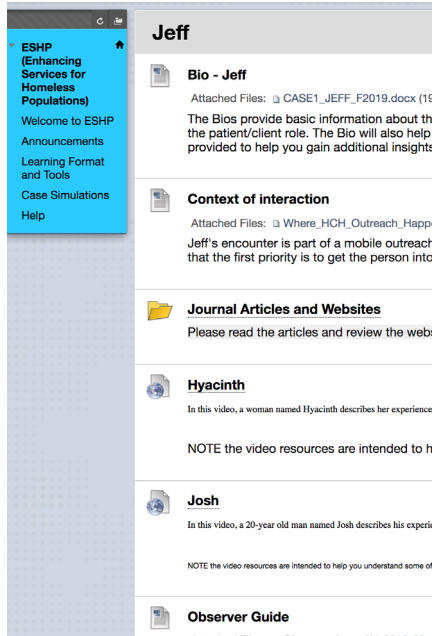 ESHP
(Enhancing
Services for
Homeless
Populations)
Welcome to ESHP
Announcements
Learning Format
and Tools
Case Simulations
Help
Jeff
Bio - Jeff
Attached Files: CASE1_JEFF_F2019.docx (19
The Bios provide basic information about th
the patient/client role. The Bio will also help
provided to help you gain additional insights
Context of interaction
Attached Files: Where_HCH_Outreach_Happe
Jeff's encounter is part of a mobile outreach
that the first priority is to get the person into
Journal Articles and Websites
Please read the articles and review the webs
Hyacinth
In this video, a woman named Hyacinth describes her experience
NOTE the video resources are intended to h
Josh
In this video, a 20-year old man named Josh describes his experie
NOTE the video resources are intended to help you understand some of
Observer Guide